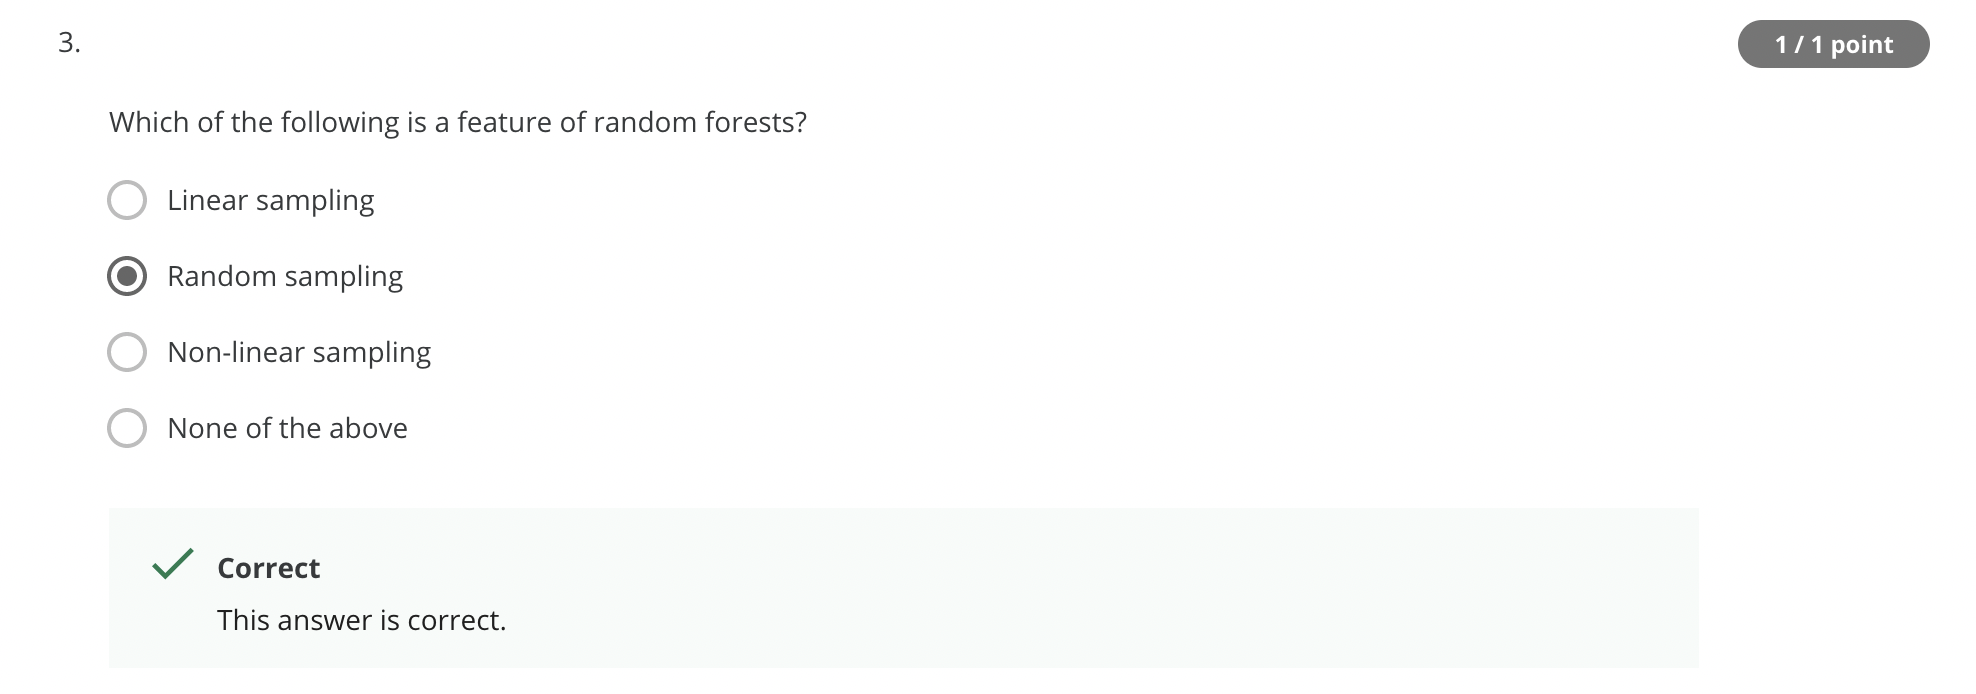 3.
1 / 1 point
Which of the following is a feature of random forests?
Linear sampling
Random sampling
Non-linear sampling
None of the above
Correct
This answer is correct.